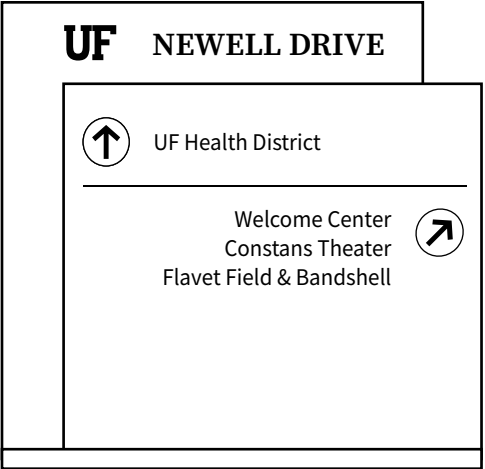 UF NEWELL DRIVE
UF Health District
Welcome Center
Constans Theater
Flavet Field & Bandshell